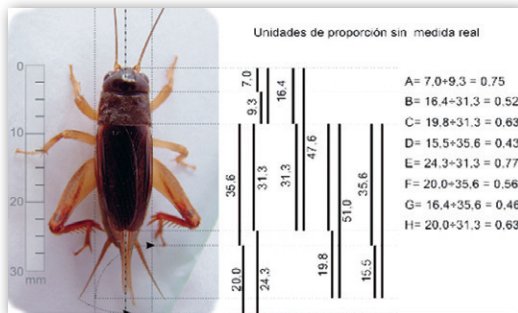 Unidades de proporción sin medida real
0
10
20
30
mm
7.0
9.3
16.4
35.6
31.3
31.3
47.6
51.0
35.6
20.0
24.3
19.8
15.5
A= 7.0÷9.3 = 0.75
B= 16.4÷31.3 = 0.52
C= 19.8÷31.3 = 0.63
D= 15.5÷35.6 = 0.43
E= 24.3÷31.3 = 0.77
F= 20.0÷35.6 = 0.56
G= 16.4÷35.6 = 0.46
H= 20.0÷31.3 = 0.63